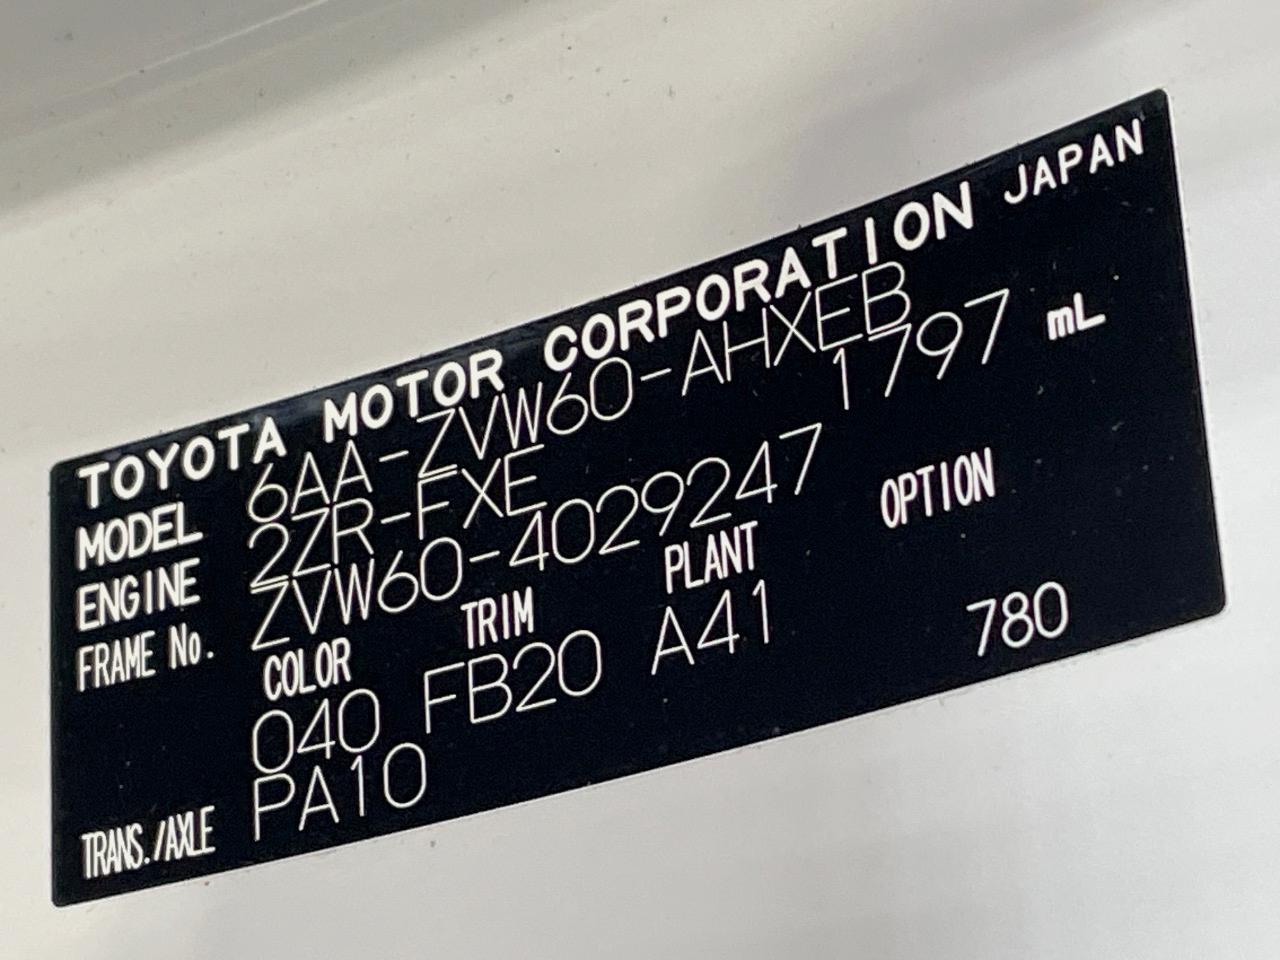 TOYOTA MOTOR CORPORATION JAPAN
MODEL 6AA-ZVW60-AHXEB
ENGINE 2ZR-FXE 1797 mL
FRAME No. ZVW60-4029247
COLOR TRIM PLANT OPTION
040 FB20 A41 780
TRANS./AXLE PA10